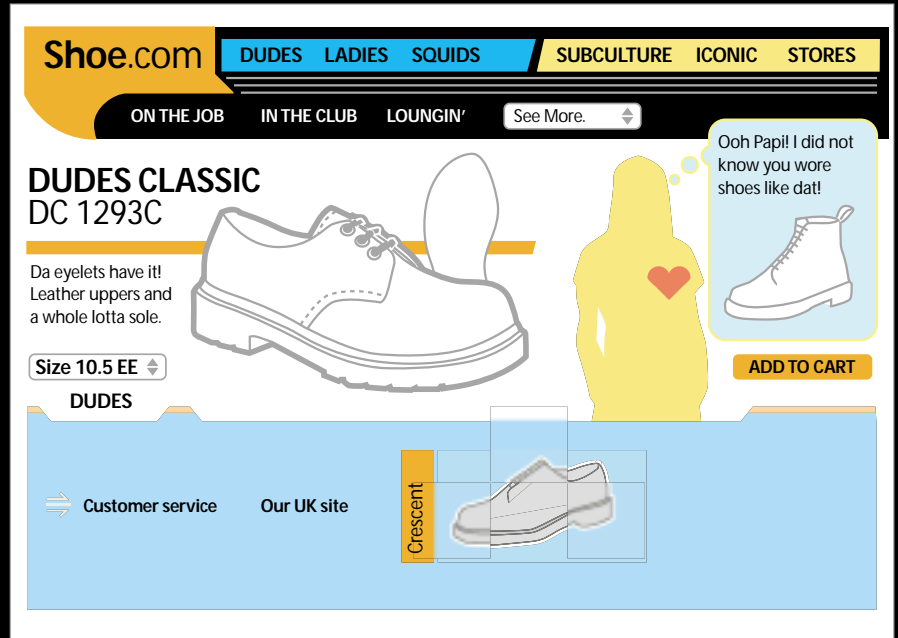 Shoe.com
DUDES LADIES SQUIDS SUBCULTURE ICONIC STORES
ON THE JOB IN THE CLUB LOUNGIN' See More.
Ooh Papi! I did not
know you wore
shoes like dat!
DUDES CLASSIC
DC 1293C
Da eyelets have it!
Leather uppers and
a whole lotta sole.
Size 10.5 EE
ADD TO CART
DUDES
Customer service Our UK site
Crescent